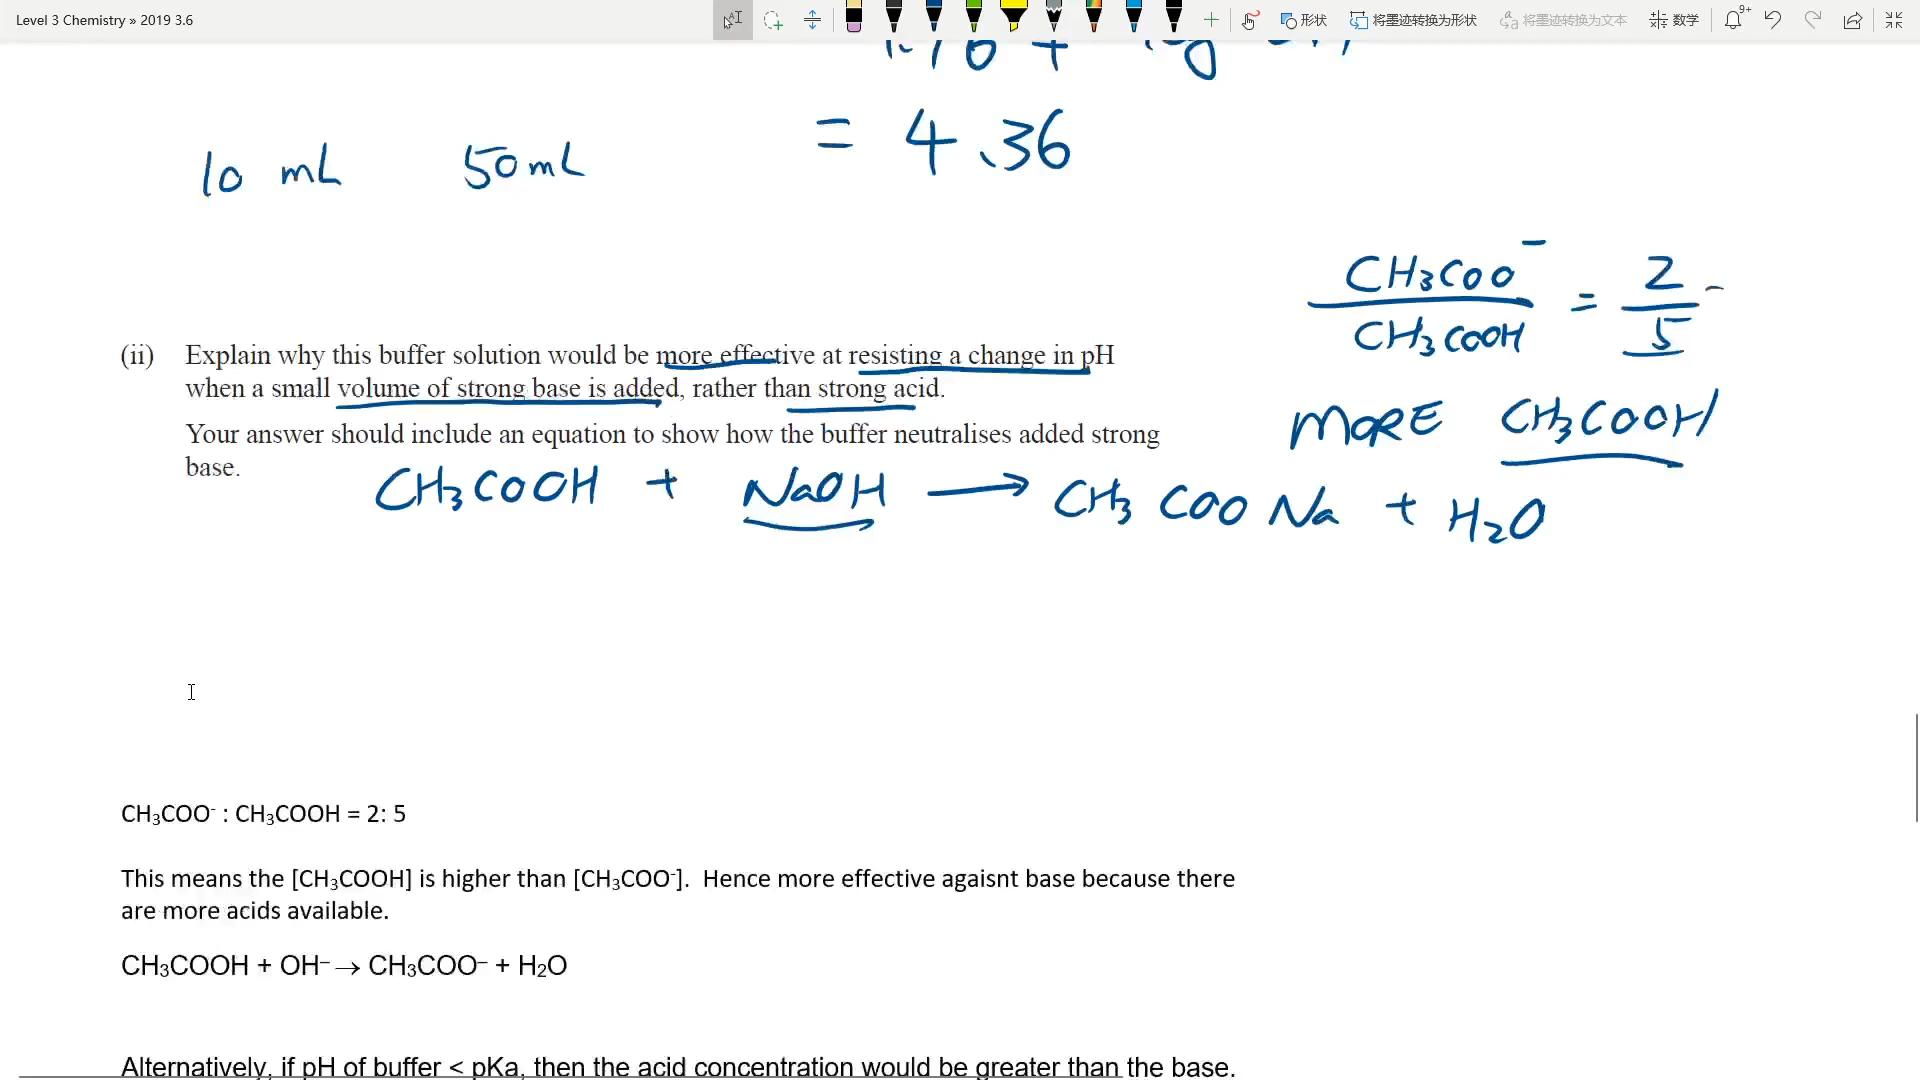 Level 3 Chemistry » 2019 3.6
形状 将墨迹转换为形状 将墨迹转换为文本 数学 9+
= 4.36
10 mL 50 mL
CH3COO⁻ / CH3COOH = 2 / 5
(ii) Explain why this buffer solution would be more effective at resisting a change in pH
when a small volume of strong base is added, rather than strong acid.
MORE CH3COOH
Your answer should include an equation to show how the buffer neutralises added strong
base.
CH3COOH + NaOH → CH3COONa + H2O
CH₃COO⁻ : CH₃COOH = 2: 5
This means the [CH₃COOH] is higher than [CH₃COO⁻]. Hence more effective agaisnt base because there
are more acids available.
CH3COOH + OH⁻ → CH3COO⁻ + H2O
Alternatively, if pH of buffer < pKa, then the acid concentration would be greater than the base.